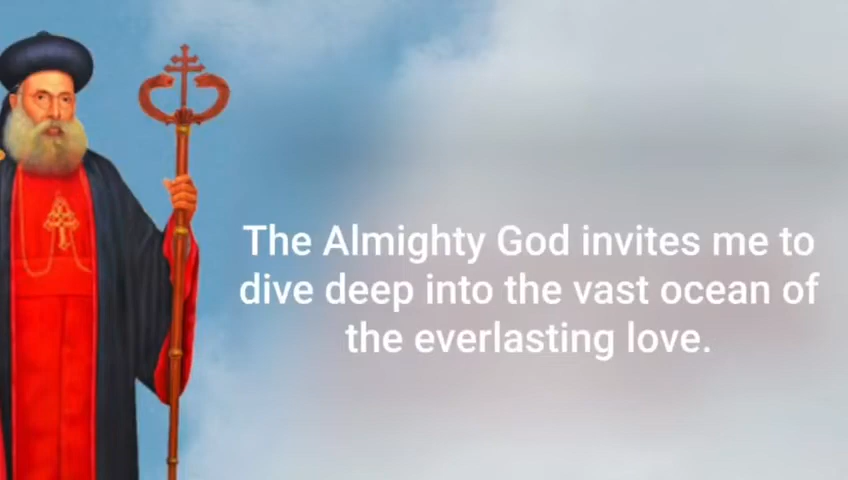 The Almighty God invites me to
dive deep into the vast ocean of
the everlasting love.